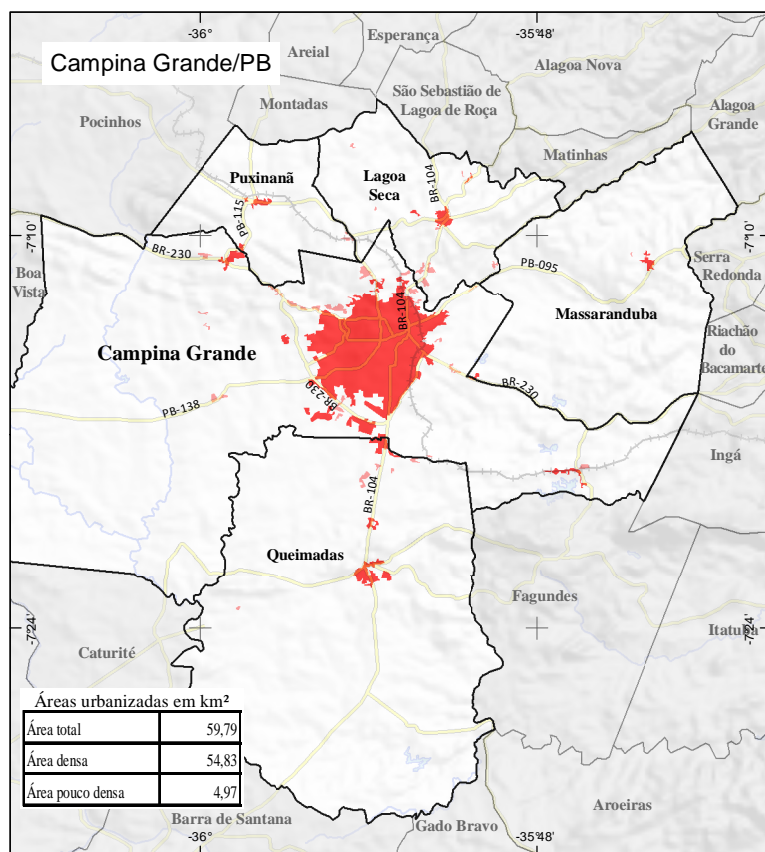 -36°
-35°48'
Campina Grande/PB
Esperança
Areial
Alagoa Nova
São Sebastião de
Lagoa de Roça
Montadas
Alagoa
Grande
Pocinhos
Matinhas
Puxinanã
Lagoa
Seca
BR-104
PB-115
-7°10'
-7°10'
BR-230
PB-095
Serra
Redonda
Boa
Vista
BR-104
Massaranduba
Riachão
do
Bacamarte
Campina Grande
BR-230
BR-230
PB-138
Ingá
BR-104
Queimadas
Fagundes
-7°24'
-7°24'
Itatuba
Caturité
Áreas urbanizadas em km²
Área total 59,79
Área densa 54,83
Área pouco densa 4,97
Aroeiras
Barra de Santana
Gado Bravo
-36°
-35°48'